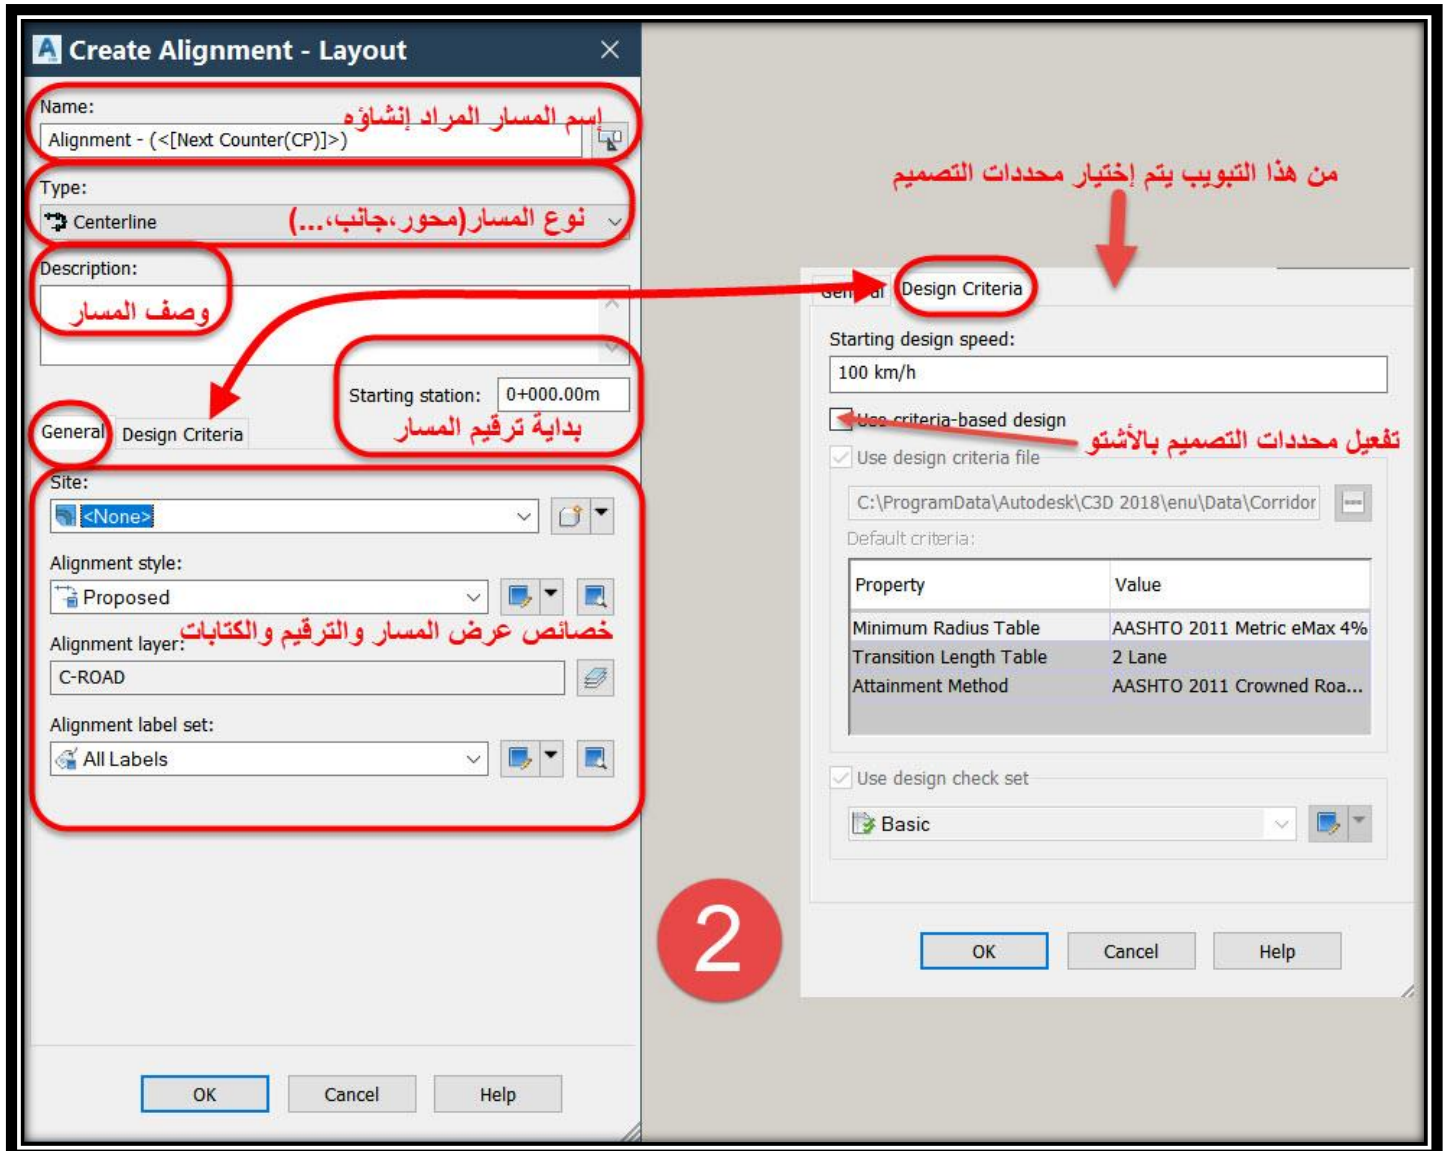 Create Alignment - Layout
Name:
إسم المسار المراد إنشاؤه
Alignment - (<[Next Counter(CP)]>)
Type:
Centerline
نوع المسار(محور،جانب،...)
Description:
وصف المسار
Starting station:
0+000.00m
بداية ترقيم المسار
General
Design Criteria
Site:
<None>
Alignment style:
Proposed
خصائص عرض المسار والترقيم والكتابات
Alignment layer:
C-ROAD
Alignment label set:
All Labels
OK
Cancel
Help
2
من هذا التبويب يتم إختيار محددات التصميم
General
Design Criteria
Starting design speed:
100 km/h
Use criteria-based design
تفعيل محددات التصميم بالأشتو
Use design criteria file
C:\ProgramData\Autodesk\C3D 2018\enu\Data\Corridor
Default criteria:
Property Value
Minimum Radius Table AASHTO 2011 Metric eMax 4%
Transition Length Table 2 Lane
Attainment Method AASHTO 2011 Crowned Roa...
Use design check set
Basic
OK
Cancel
Help